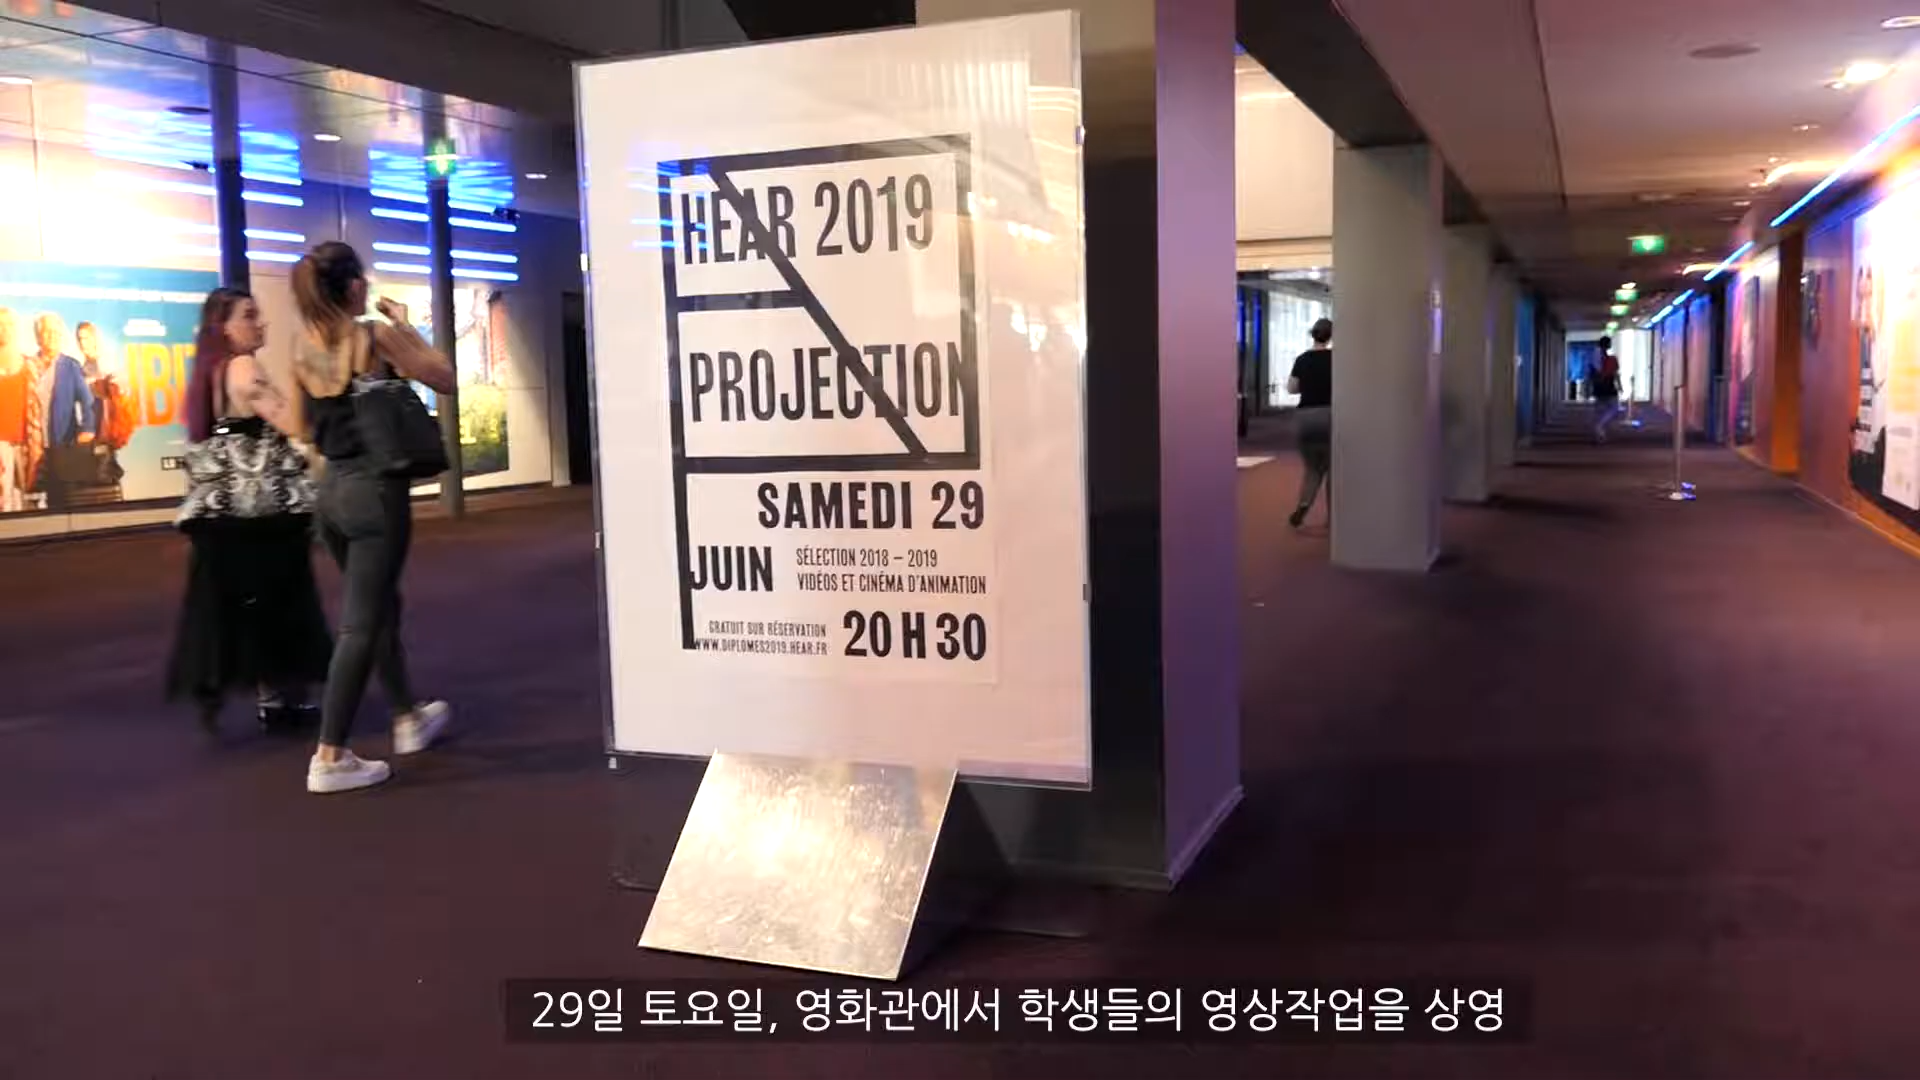 HEAR 2019
PROJECTION
SAMEDI 29
JUIN
SÉLECTION 2018 – 2019
VIDÉOS ET CINÉMA D'ANIMATION
GRATUIT SUR RÉSERVATION
WWW.DIPLOMES2019.HEAR.FR
20 H 30
29일 토요일, 영화관에서 학생들의 영상작업을 상영